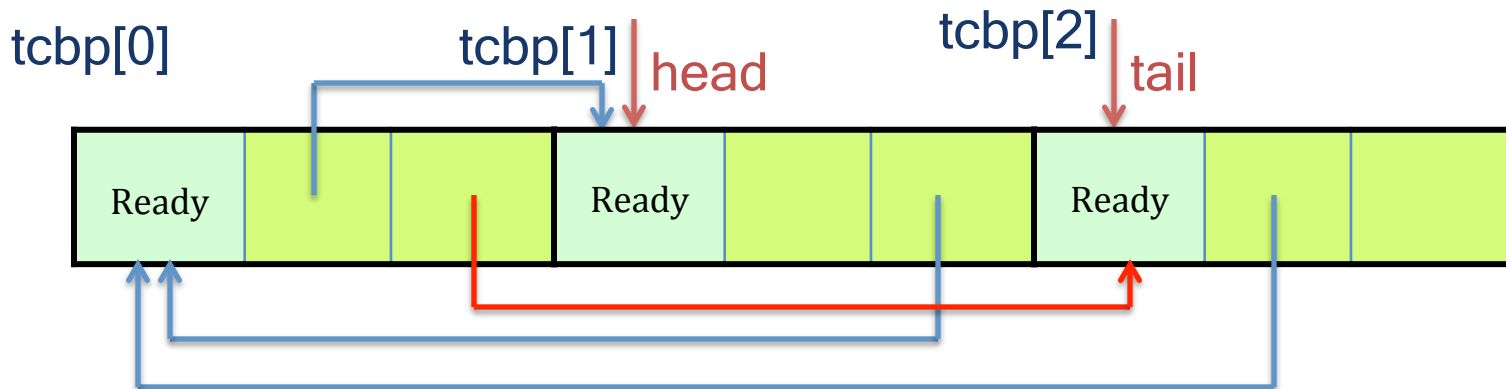 tcbp[0]
tcbp[1]
head
tcbp[2]
tail
Ready
Ready
Ready